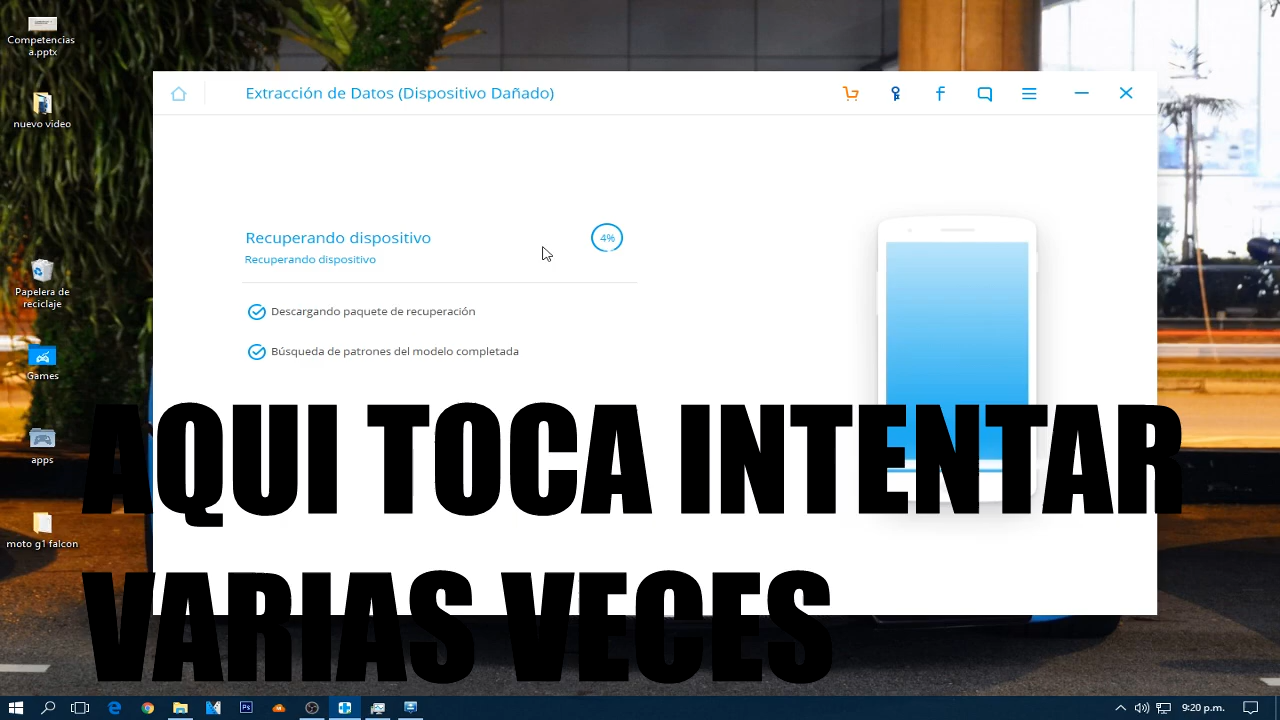 Competencias
a.pptx
nuevo video
Papelera de
reciclaje
Games
apps
moto g1 falcon
Extracción de Datos (Dispositivo Dañado)
Recuperando dispositivo
4%
Recuperando dispositivo
Descargando paquete de recuperación
Búsqueda de patrones del modelo completada
AQUI TOCA INTENTAR
VARIAS VECES
9:20 p.m.